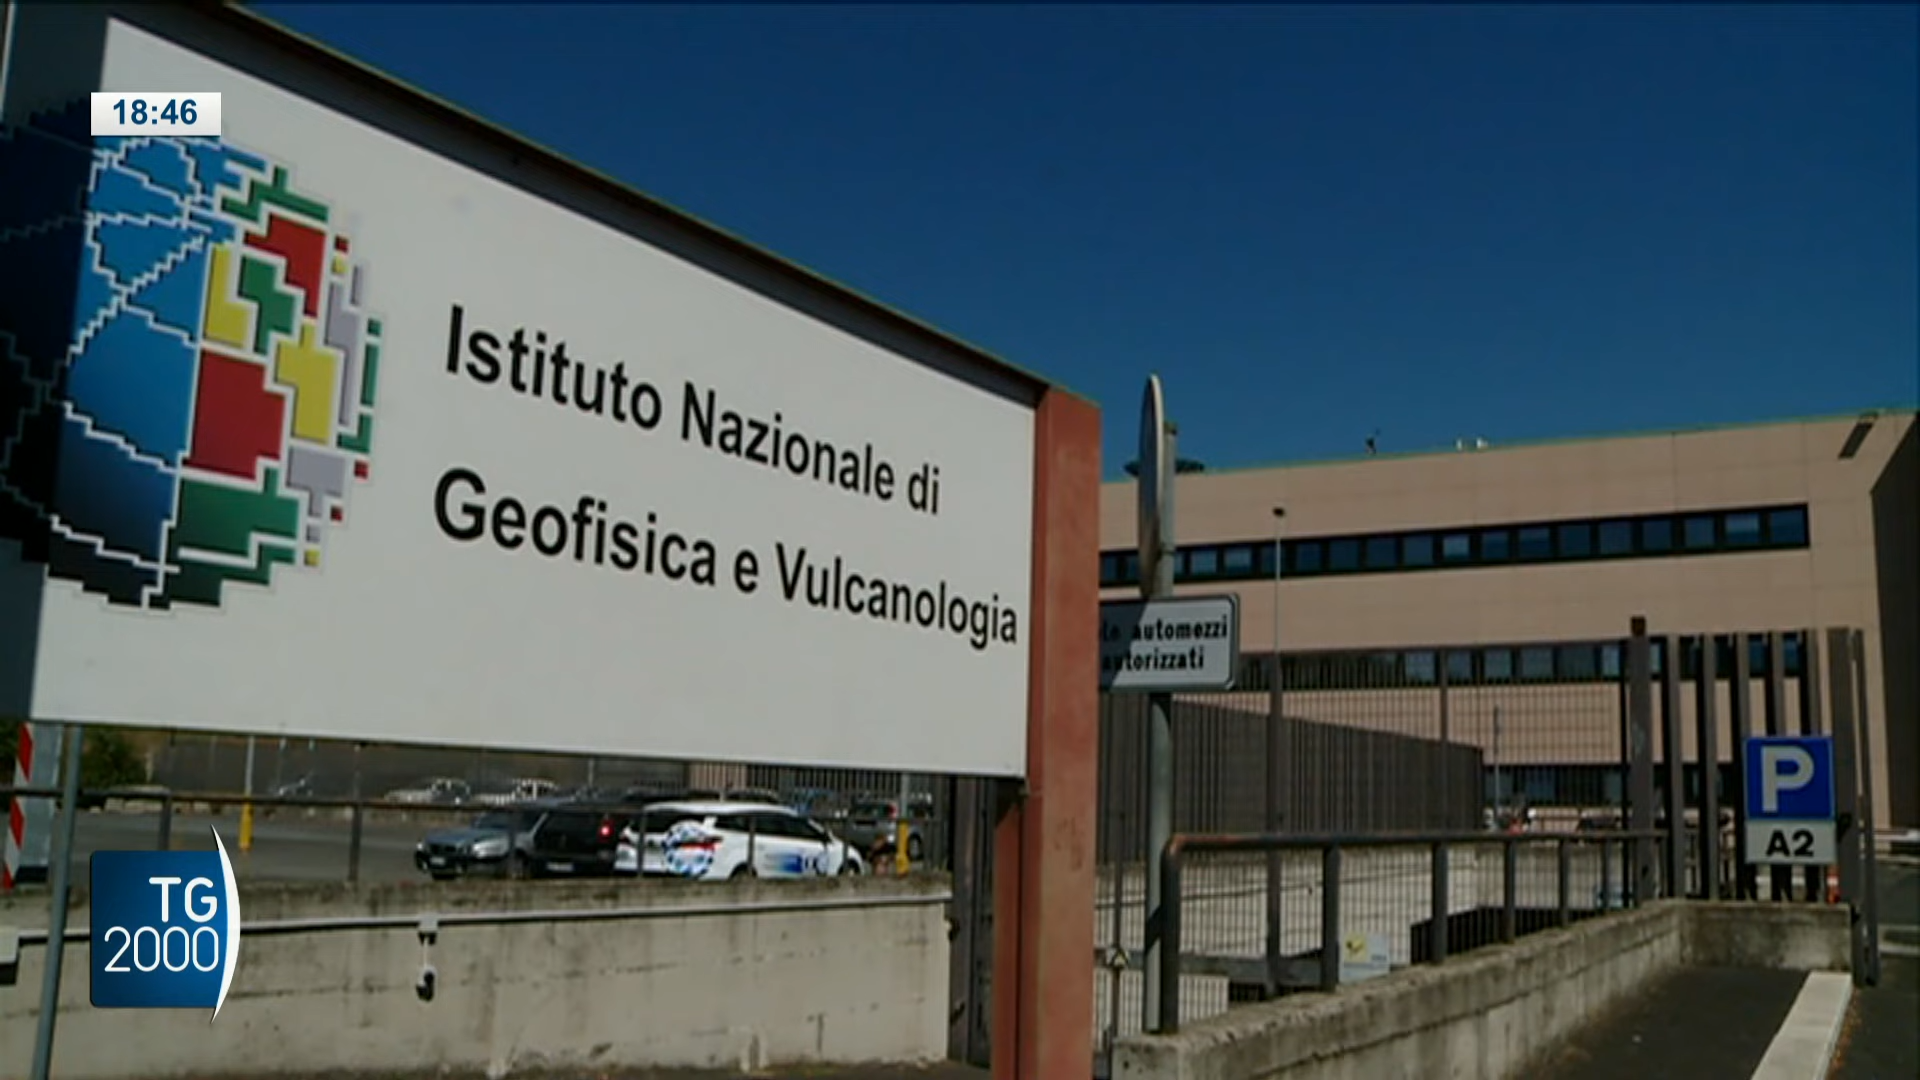 18:46
Istituto Nazionale di
Geofisica e Vulcanologia
automezzi
autorizzati
P
A2
TG
2000